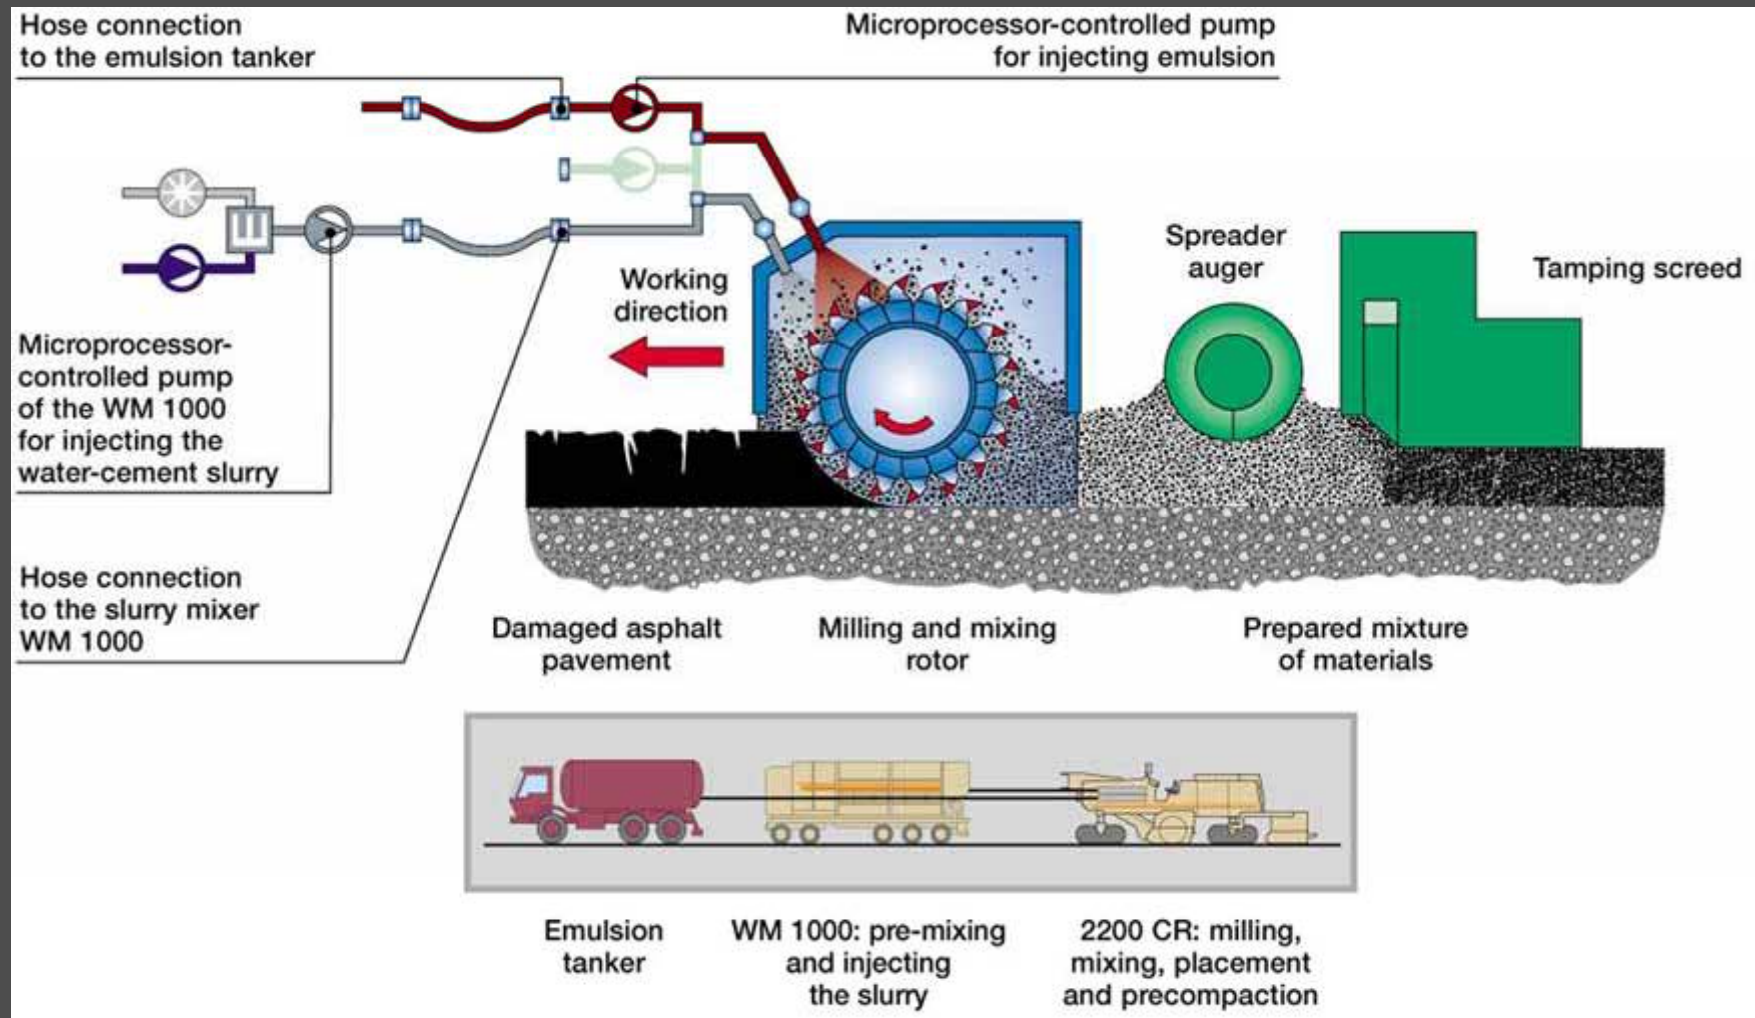 Hose connection
to the emulsion tanker
Microprocessor-controlled pump
for injecting emulsion
Spreader
auger
Tamping screed
Working
direction
Microprocessor-
controlled pump
of the WM 1000
for injecting the
water-cement slurry
Hose connection
to the slurry mixer
WM 1000
Damaged asphalt
pavement
Milling and mixing
rotor
Prepared mixture
of materials
Emulsion
tanker
WM 1000: pre-mixing
and injecting
the slurry
2200 CR: milling,
mixing, placement
and precompaction